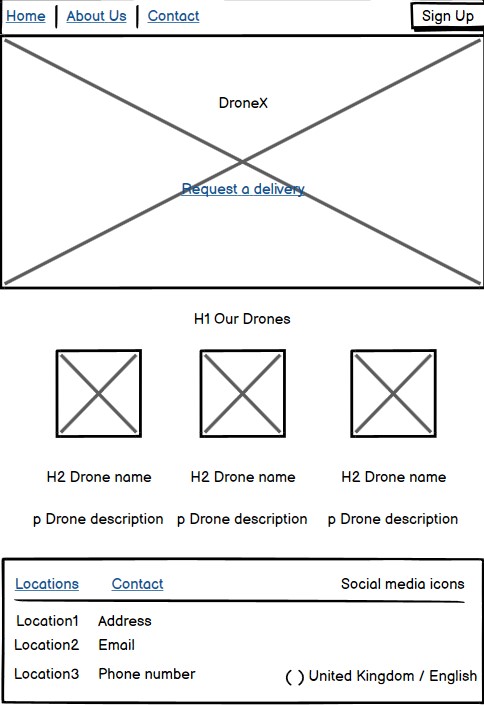 Home | About Us | Contact Sign Up
DroneX
Request a delivery
H1 Our Drones
H2 Drone name H2 Drone name H2 Drone name
p Drone description p Drone description p Drone description
Locations Contact Social media icons
Location1 Address
Location2 Email
Location3 Phone number ( ) United Kingdom / English